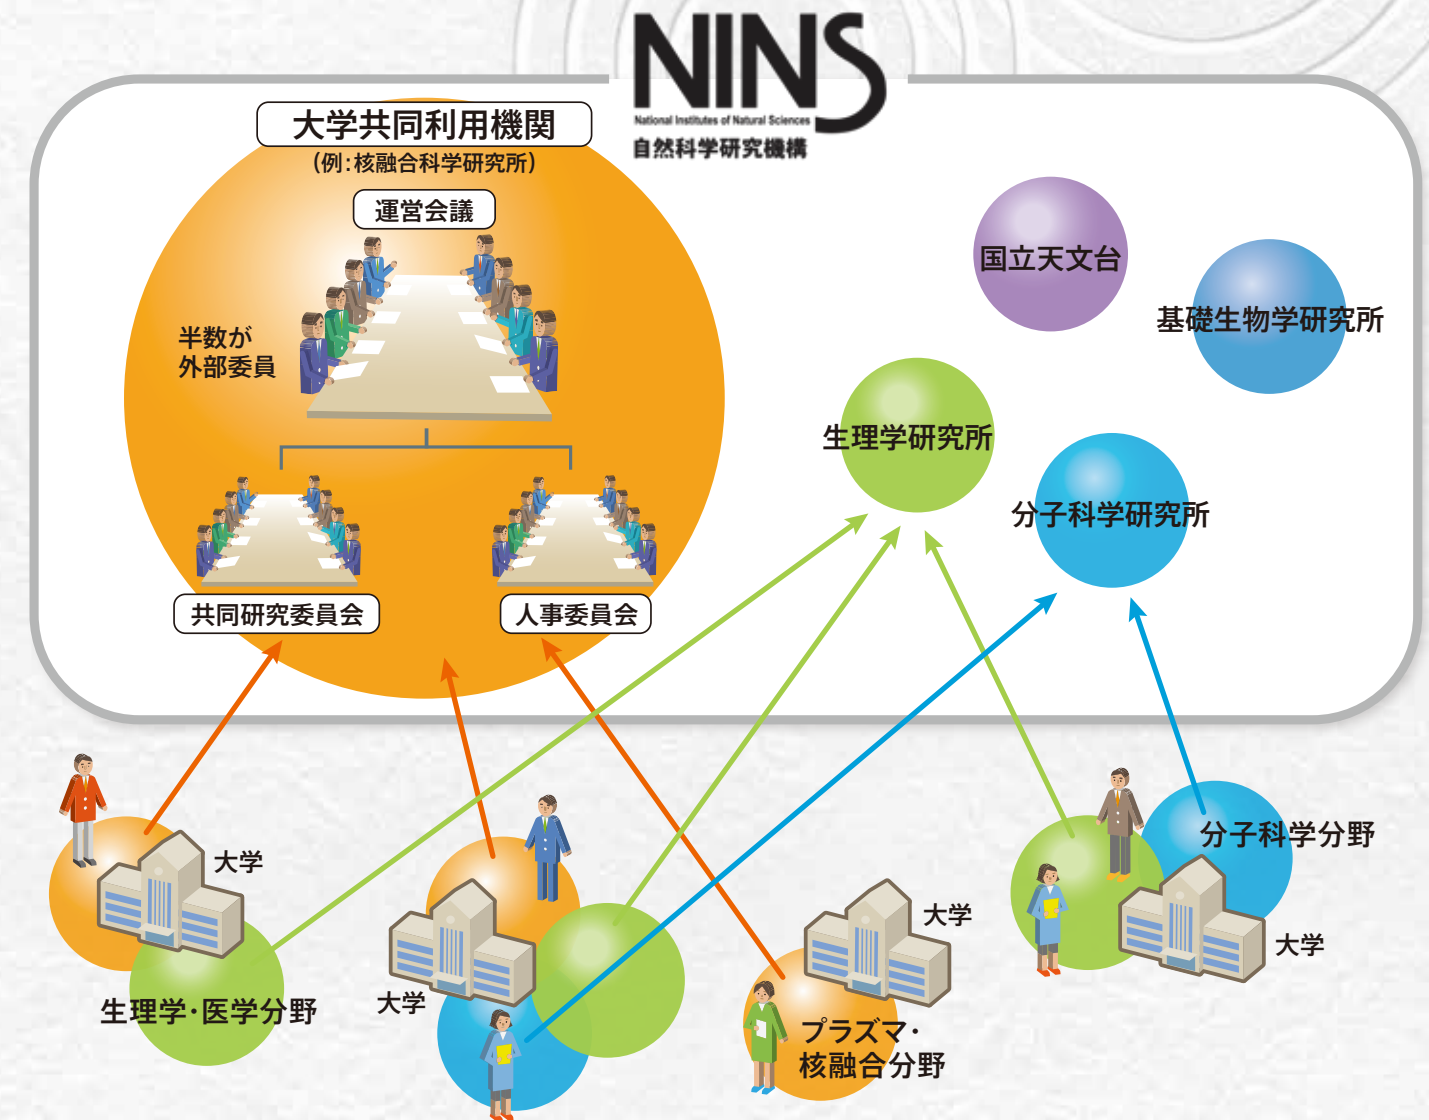 NINS
National Institutes of Natural Sciences
自然科学研究機構
大学共同利用機関
(例:核融合科学研究所)
運営会議
半数が
外部委員
共同研究委員会
人事委員会
国立天文台
基礎生物学研究所
生理学研究所
分子科学研究所
大学
生理学・医学分野
大学
大学
プラズマ・
核融合分野
分子科学分野
大学